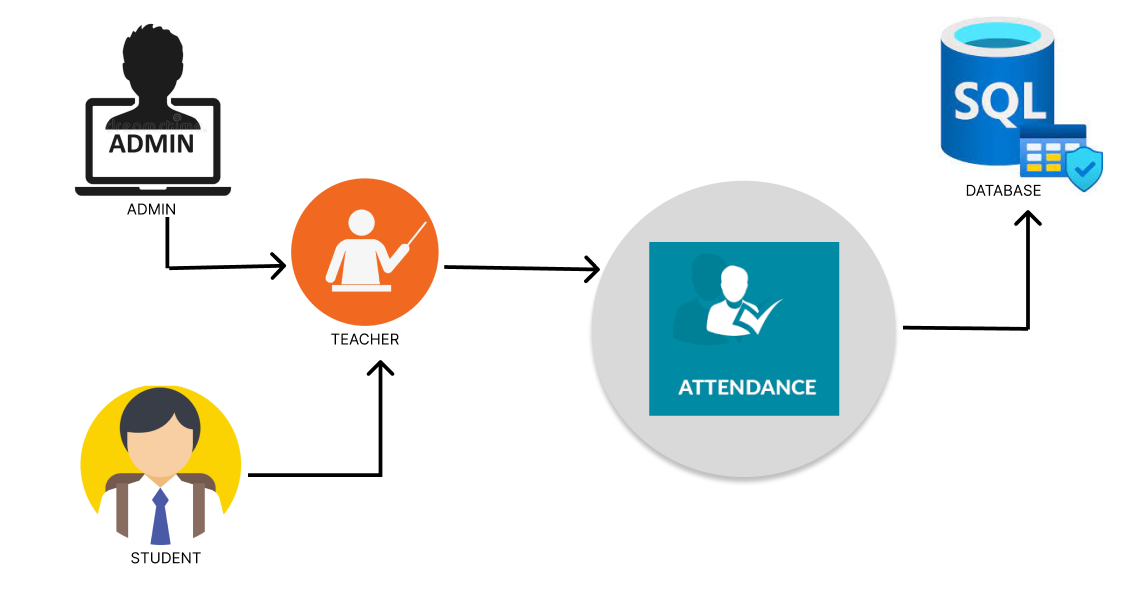 ADMIN
ADMIN
TEACHER
STUDENT
ATTENDANCE
SQL
DATABASE